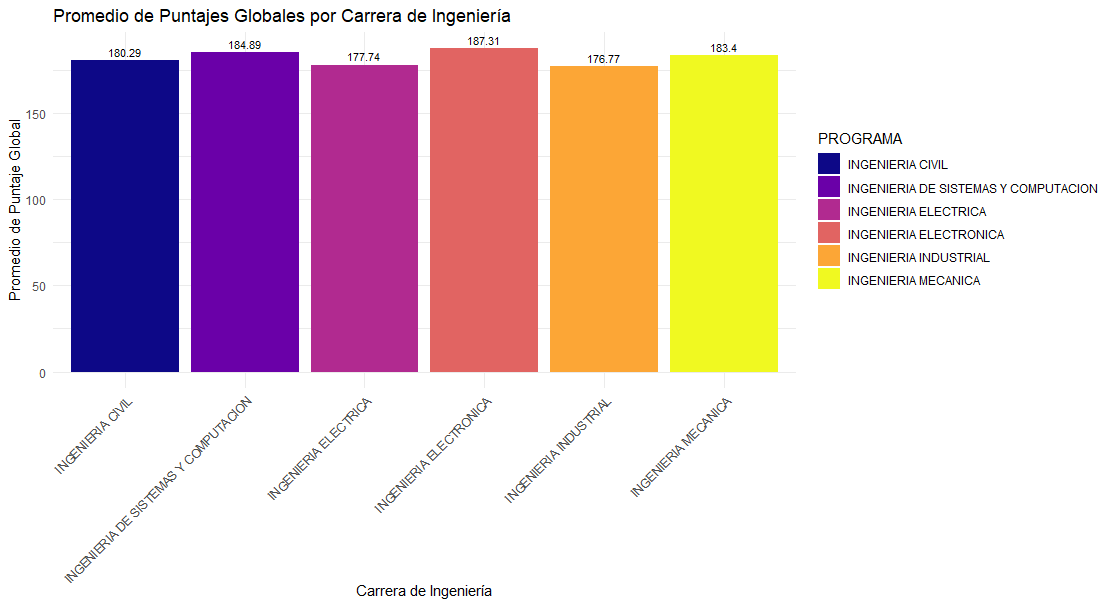 Promedio de Puntajes Globales por Carrera de Ingeniería
180.29
184.89
177.74
187.31
176.77
183.4
Promedio de Puntaje Global
150
100
50
0
INGENIERIA CIVIL
INGENIERIA DE SISTEMAS Y COMPUTACION
INGENIERIA ELECTRICA
INGENIERIA ELECTRONICA
INGENIERIA INDUSTRIAL
INGENIERIA MECANICA
Carrera de Ingeniería
PROGRAMA
INGENIERIA CIVIL
INGENIERIA DE SISTEMAS Y COMPUTACION
INGENIERIA ELECTRICA
INGENIERIA ELECTRONICA
INGENIERIA INDUSTRIAL
INGENIERIA MECANICA